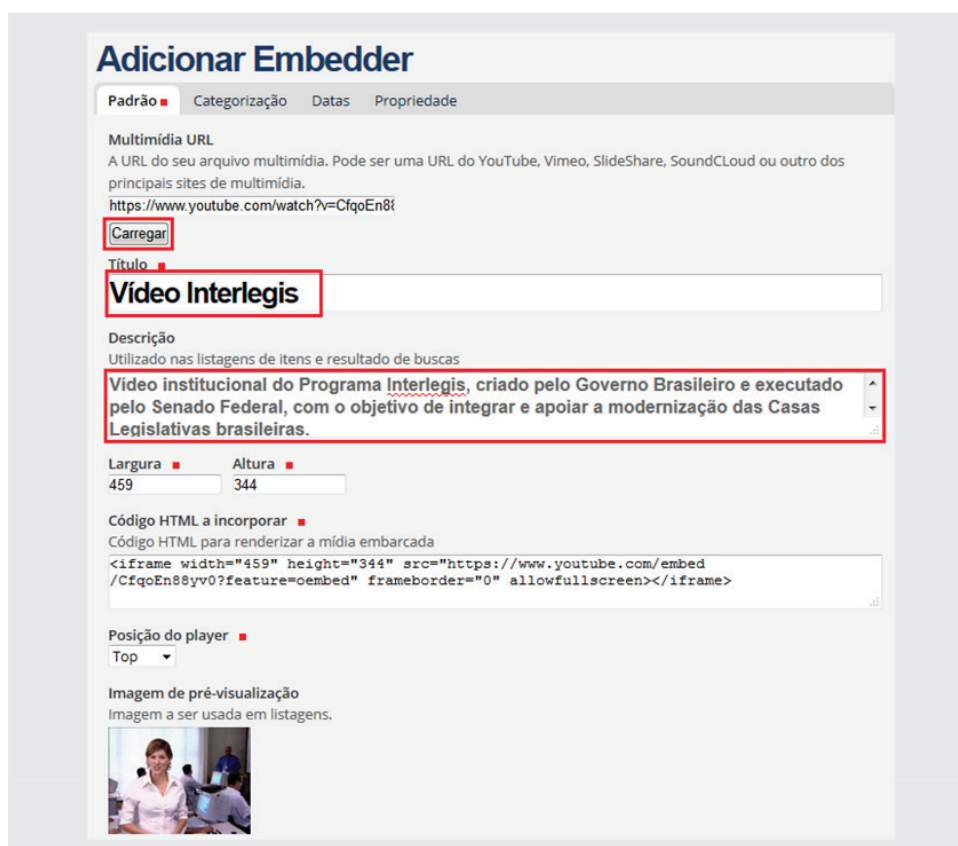 Adicionar Embedder
Padrão Categorização Datas Propriedade
Multimídia URL
A URL do seu arquivo multimídia. Pode ser uma URL do YouTube, Vimeo, SlideShare, SoundCLoud ou outro dos
principais sites de multimídia.
https://www.youtube.com/watch?v=CfqoEn88
Carregar
Título
Vídeo Interlegis
Descrição
Utilizado nas listagens de itens e resultado de buscas
Vídeo institucional do Programa Interlegis, criado pelo Governo Brasileiro e executado
pelo Senado Federal, com o objetivo de integrar e apoiar a modernização das Casas
Legislativas brasileiras.
Largura Altura
459 344
Código HTML a incorporar
Código HTML para renderizar a mídia embarcada
<iframe width="459" height="344" src="https://www.youtube.com/embed
/CfqoEn88yv0?feature=oembed" frameborder="0" allowfullscreen></iframe>
Posição do player
Top
Imagem de pré-visualização
Imagem a ser usada em listagens.